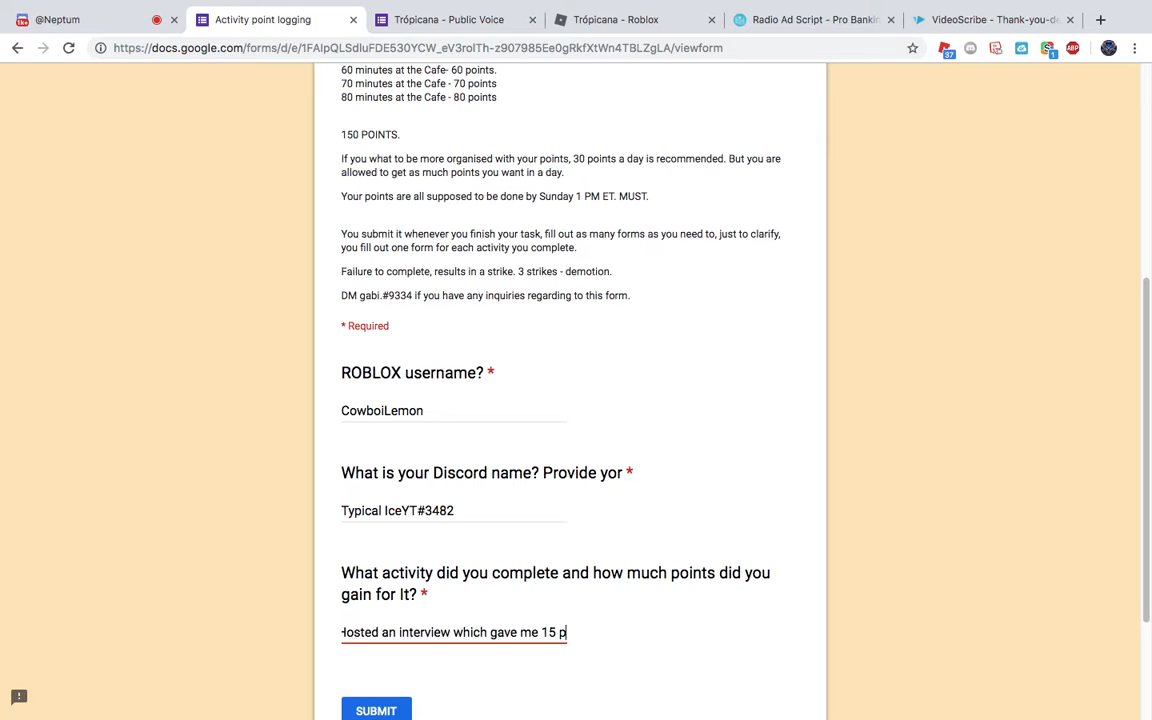 @Neptum
Activity point logging
Trópicana - Public Voice
Trópicana - Roblox
Radio Ad Script - Pro Bankin
VideoScribe - Thank-you-de
https://docs.google.com/forms/d/e/1FAIpQLSdIuFDE530YCW_eV3roITh-z907985Ee0gRkfXtWn4TBLZgLA/viewform
37
1
ABP
60 minutes at the Cafe- 60 points.
70 minutes at the Cafe - 70 points
80 minutes at the Cafe - 80 points
150 POINTS.
If you what to be more organised with your points, 30 points a day is recommended. But you are
allowed to get as much points you want in a day.
Your points are all supposed to be done by Sunday 1 PM ET. MUST.
You submit it whenever you finish your task, fill out as many forms as you need to, just to clarify,
you fill out one form for each activity you complete.
Failure to complete, results in a strike. 3 strikes - demotion.
DM gabi.#9334 if you have any inquiries regarding to this form.
* Required
ROBLOX username? *
CowboiLemon
What is your Discord name? Provide yor *
Typical IceYT#3482
What activity did you complete and how much points did you
gain for It? *
Hosted an interview which gave me 15 p
SUBMIT